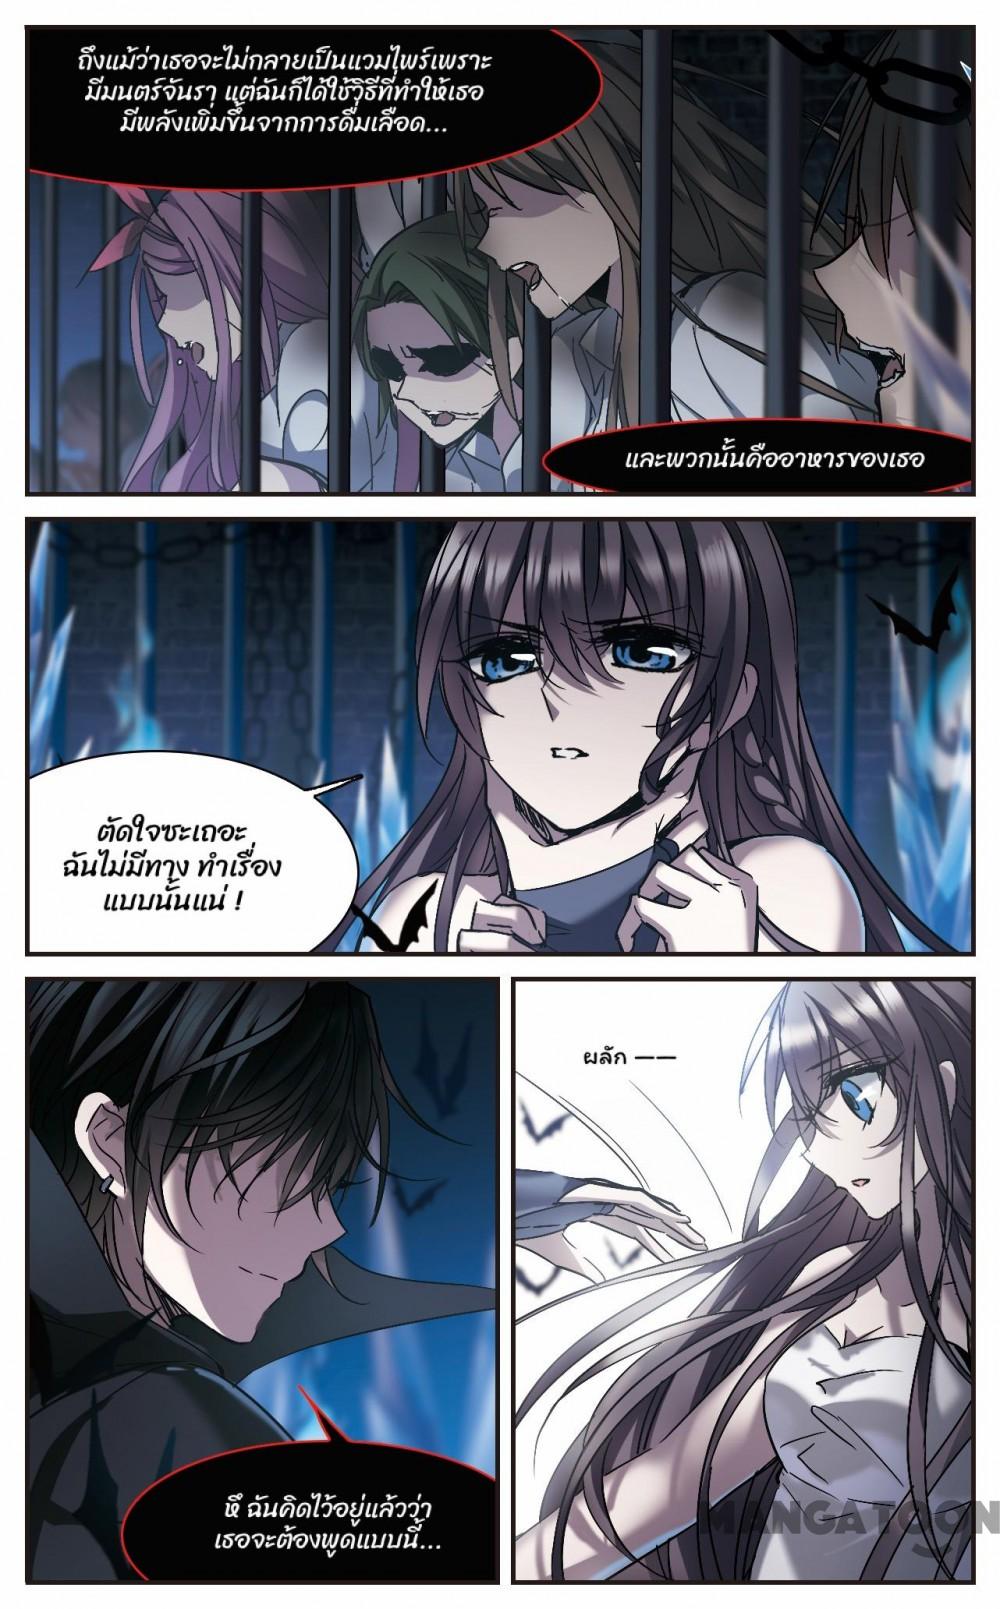 ถึงแม้ว่าเธอจะไม่กลายเป็นแวมไพร์เพราะ
มีมนตร์จันรา แต่ฉันก็ได้ใช้วิธีที่ทำให้เธอ
มีพลังเพิ่มขึ้นจากการดื่มเลือด...
และพวกนั้นคืออาหารของเธอ
ตัดใจซะเถอะ
ฉันไม่มีทาง ทำเรื่อง
แบบนั้นแน่ !
ผลัก ——
หึ ฉันคิดไว้อยู่แล้วว่า
เธอจะต้องพูดแบบนี้...
MANGATOON